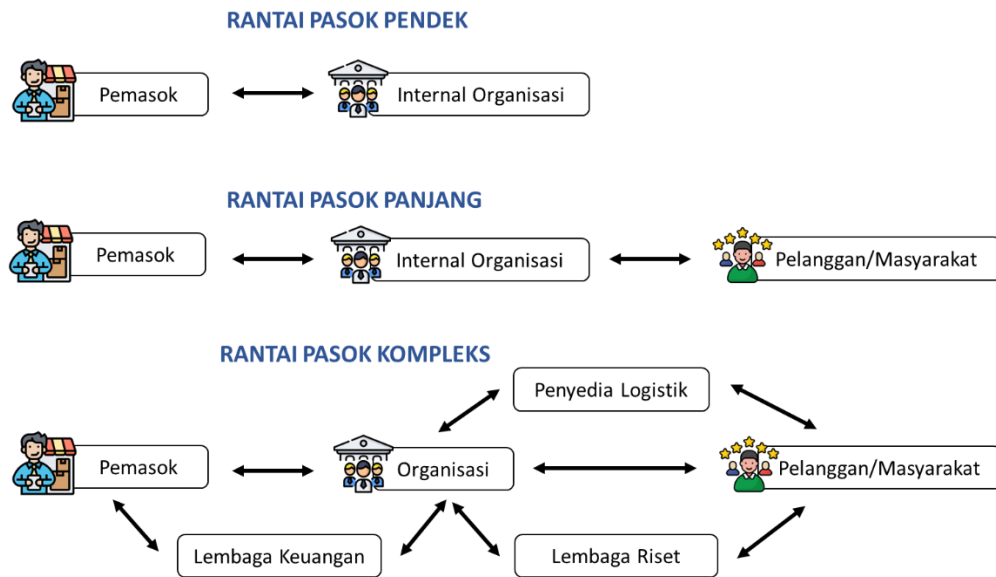 RANTAI PASOK PENDEK
Pemasok
Internal Organisasi
RANTAI PASOK PANJANG
Pemasok
Internal Organisasi
Pelanggan/Masyarakat
RANTAI PASOK KOMPLEKS
Penyedia Logistik
Pemasok
Organisasi
Pelanggan/Masyarakat
Lembaga Keuangan
Lembaga Riset